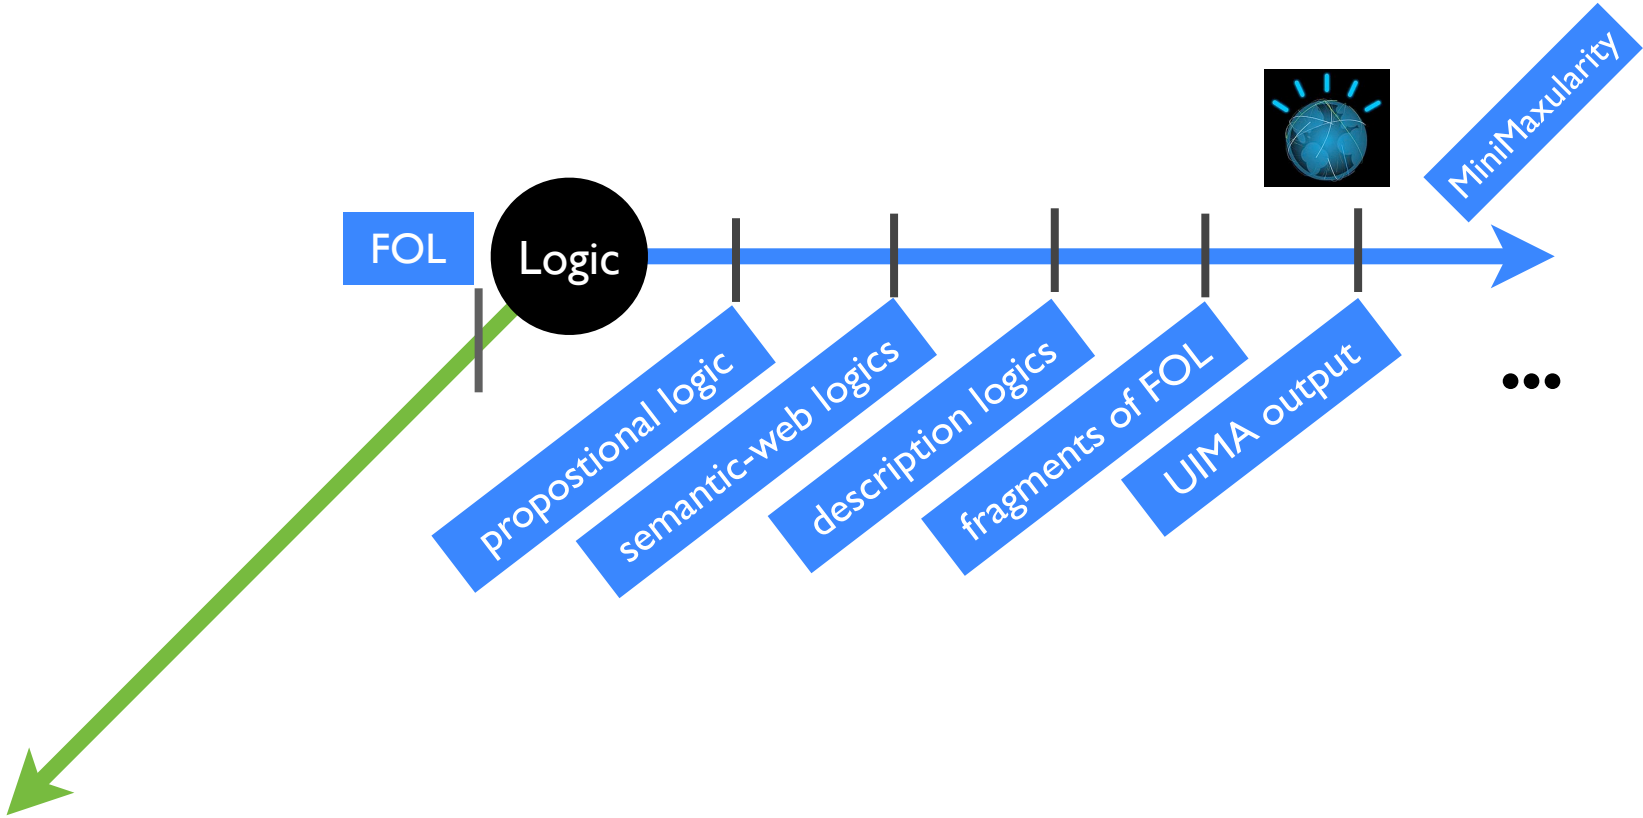 MiniMaxularity
FOL
Logic
propostional logic
semantic-web logics
description logics
fragments of FOL
UIMA output
...